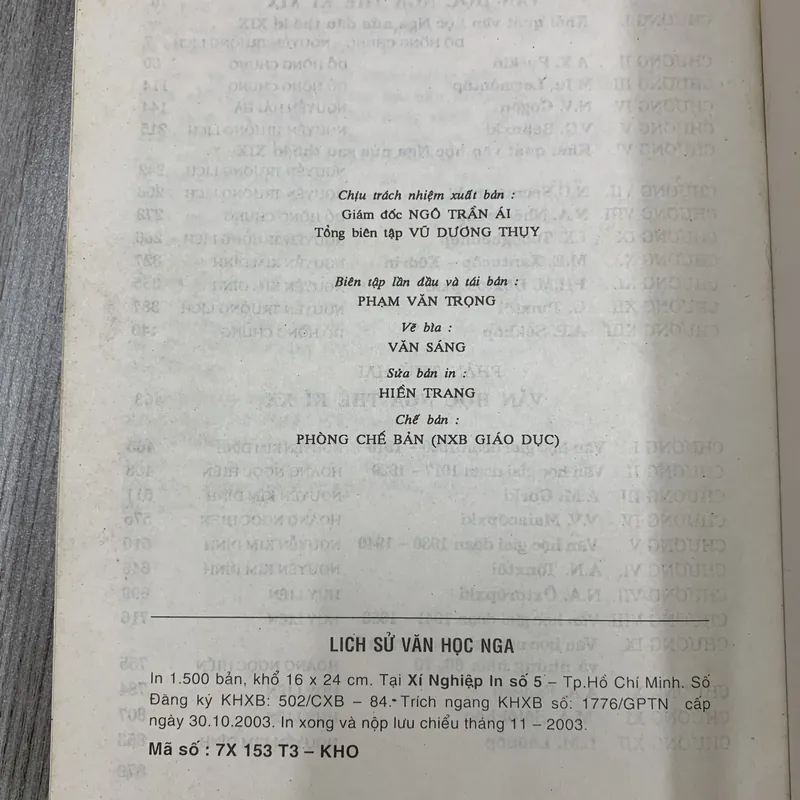 Chịu trách nhiệm xuất bản :
Giám đốc NGÔ TRẦN ÁI
Tổng biên tập VŨ DƯƠNG THỤY
Biên tập lần đầu và tái bản :
PHẠM VĂN TRỌNG
Vẽ bìa :
VĂN SÁNG
Sửa bản in :
HIỀN TRANG
Chế bản :
PHÒNG CHẾ BẢN (NXB GIÁO DỤC)
LỊCH SỬ VĂN HỌC NGA
In 1.500 bản, khổ 16 x 24 cm. Tại Xí Nghiệp In số 5 – Tp.Hồ Chí Minh. Số
Đăng ký KHXB: 502/CXB – 84. Trích ngang KHXB số: 1776/GPTN cấp
ngày 30.10.2003. In xong và nộp lưu chiểu tháng 11 – 2003.
Mã số : 7X 153 T3 – KHO